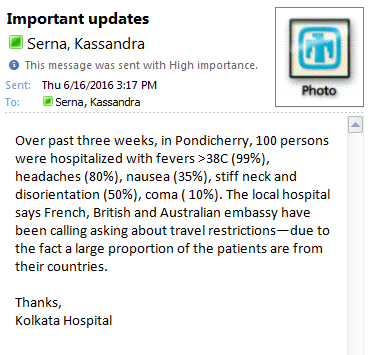 Important updates
Serna, Kassandra
This message was sent with High importance.
Sent: Thu 6/16/2016 3:17 PM
To: Serna, Kassandra
Photo
Over past three weeks, in Pondicherry, 100 persons
were hospitalized with fevers >38C (99%),
headaches (80%), nausea (35%), stiff neck and
disorientation (50%), coma ( 10%). The local hospital
says French, British and Australian embassy have
been calling asking about travel restrictions—due to
the fact a large proportion of the patients are from
their countries.
Thanks,
Kolkata Hospital